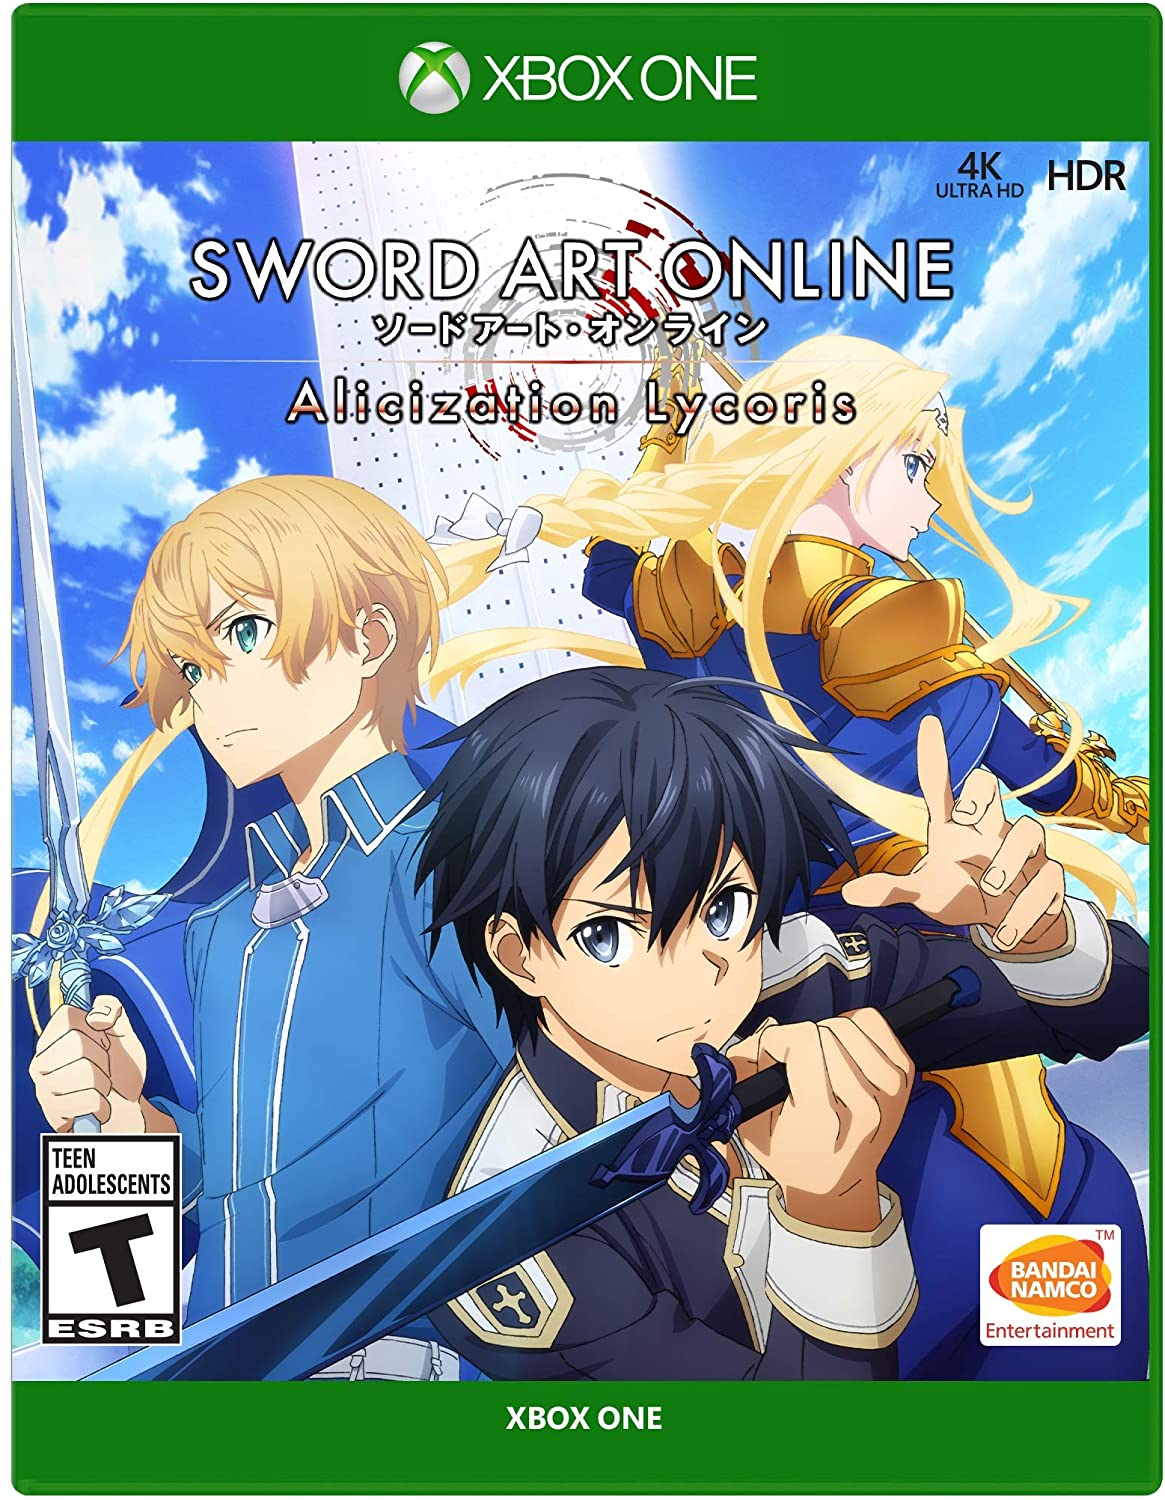 XBOX ONE
4K HDR
ULTRA HD
SWORD ART ONLINE
ソードアート・オンライン
Alicization Lycoris
TEEN
ADOLESCENTS
T
ESRB
TM
BANDAI
NAMCO
Entertainment
XBOX ONE